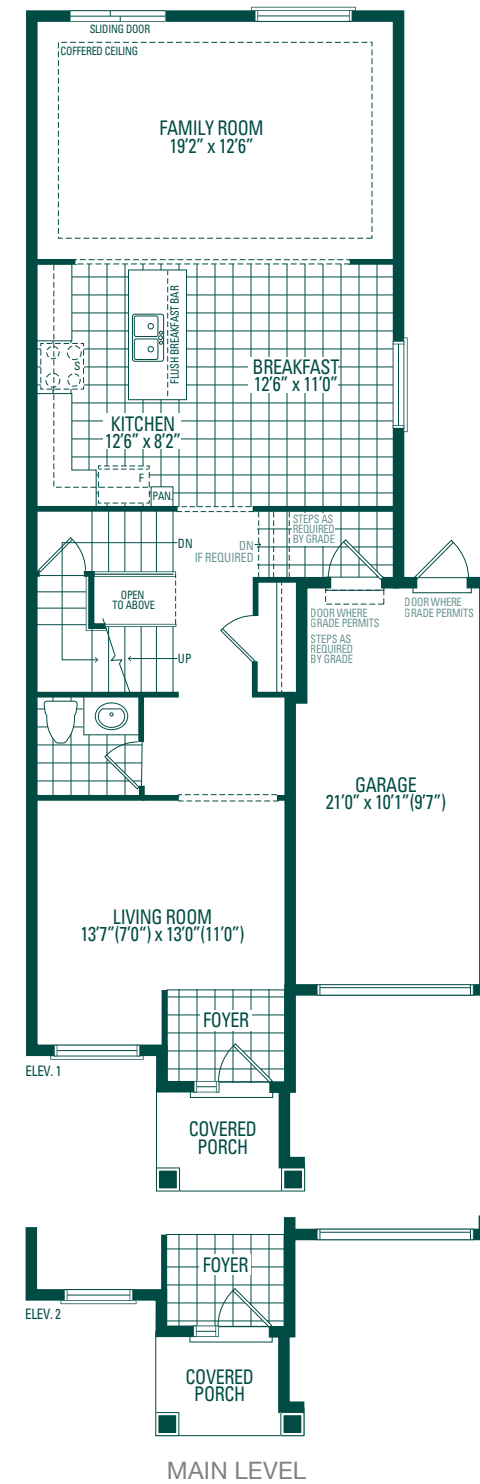 SLIDING DOOR
COFFERED CEILING
FAMILY ROOM
19'2" x 12'6"
FLUSH BREAKFAST BAR
S
BREAKFAST
12'6" x 11'0"
KITCHEN
12'6" x 8'2"
F
PAN.
DN
DN
IF REQUIRED
STEPS AS
REQUIRED
BY GRADE
OPEN
TO ABOVE
UP
DOOR WHERE
GRADE PERMITS
STEPS AS
REQUIRED
BY GRADE
DOOR WHERE
GRADE PERMITS
GARAGE
21'0" x 10'1"(9'7")
LIVING ROOM
13'7"(7'0") x 13'0"(11'0")
FOYER
ELEV. 1
COVERED
PORCH
FOYER
ELEV. 2
COVERED
PORCH
MAIN LEVEL